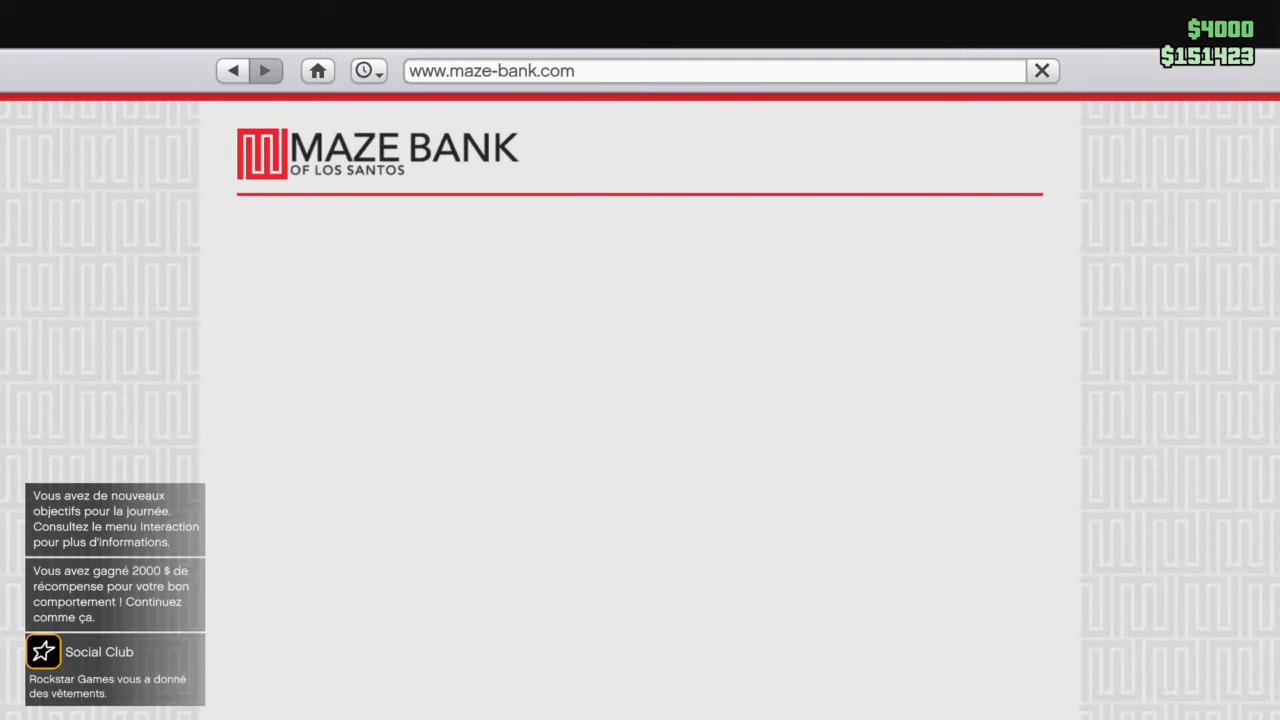 $4000
$151423
www.maze-bank.com
MAZE BANK
OF LOS SANTOS
Vous avez de nouveaux
objectifs pour la journée.
Consultez le menu Interaction
pour plus d'informations.
Vous avez gagné 2000 $ de
récompense pour votre bon
comportement ! Continuez
comme ça.
Social Club
Rockstar Games vous a donné
des vêtements.